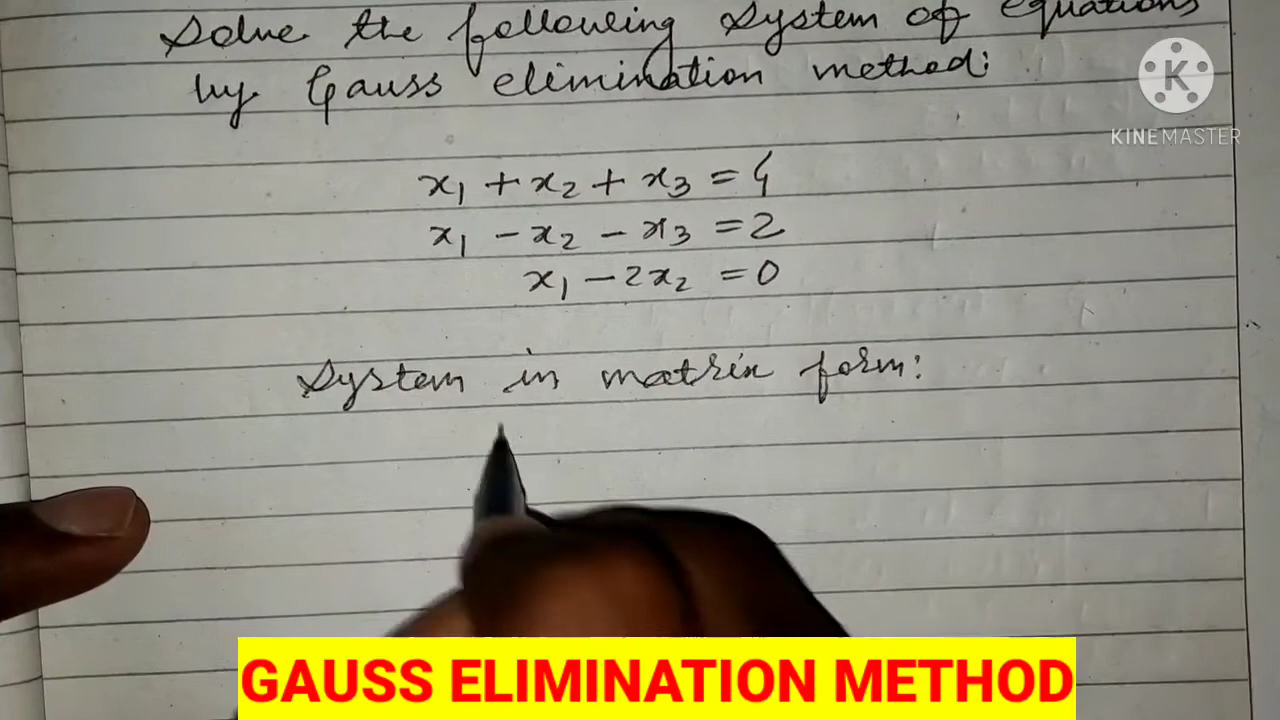 Solve the following System of equations
by Gauss elimination method:
KINEMASTER
x₁ + x₂ + x₃ = 4
x₁ - x₂ - x₃ = 2
x₁ - 2x₂ = 0
System in matrix form:
GAUSS ELIMINATION METHOD